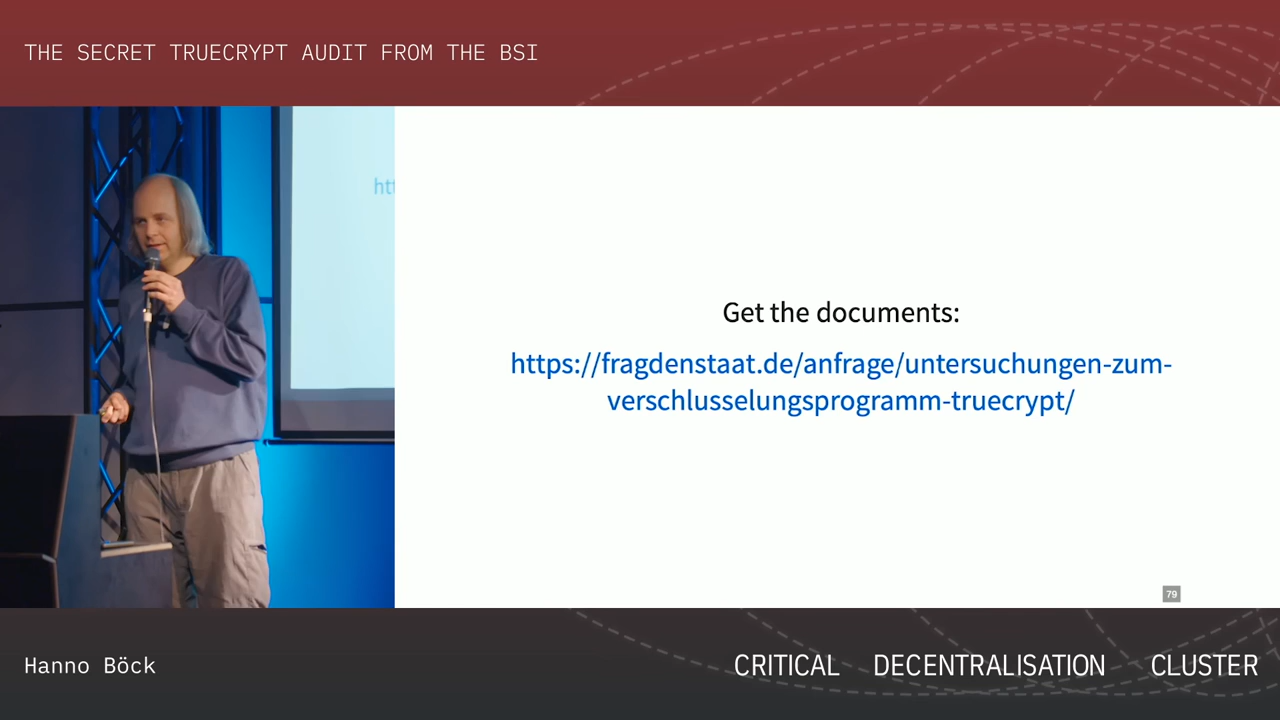 THE SECRET TRUECRYPT AUDIT FROM THE BSI
htt
Get the documents:
https://fragdenstaat.de/anfrage/untersuchungen-zum-
verschlusselungsprogramm-truecrypt/
79
Hanno Böck
CRITICAL DECENTRALISATION CLUSTER